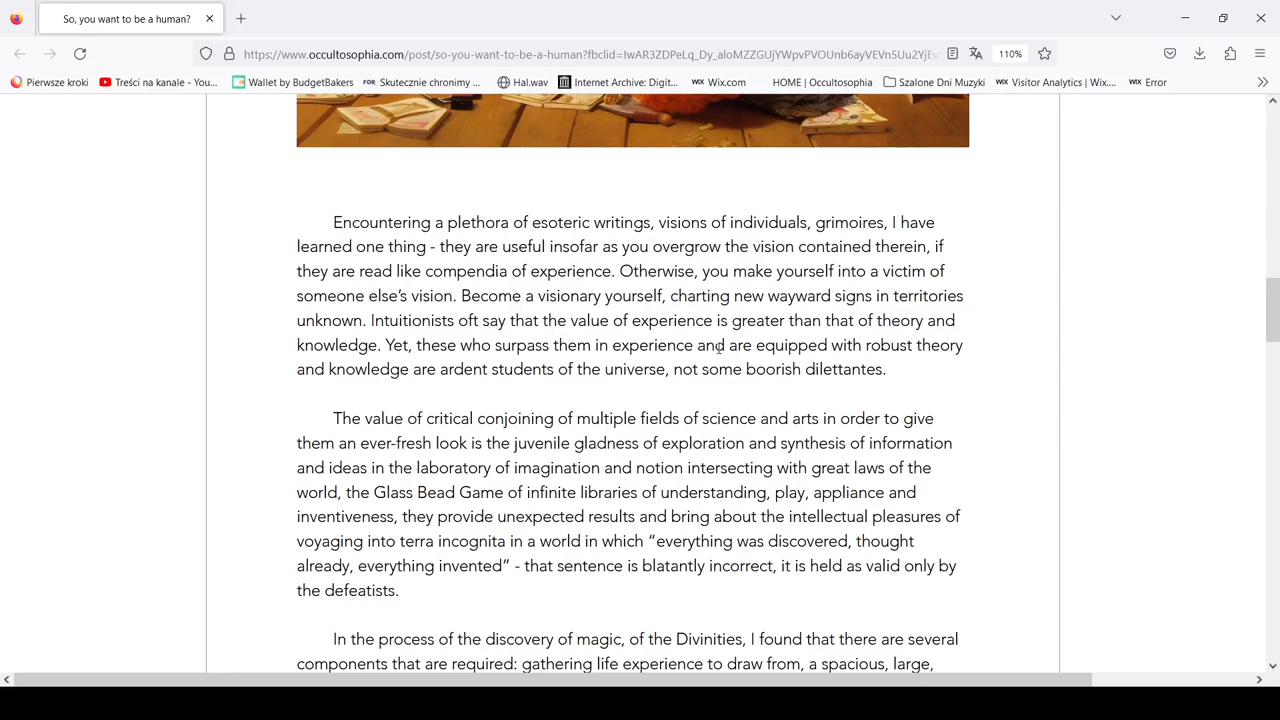 So, you want to be a human?
https://www.occultosophia.com/post/so-you-want-to-be-a-human?fbclid=IwAR3ZDPeLq_Dy_aloMZZGUjYWpvPVOUnb6ayVEVn5Uu2YjEv
110%
Pierwsze kroki
Treści na kanale - You...
Wallet by BudgetBakers
FOR Skutecznie chronimy ...
Hal.wav
Internet Archive: Digit...
WIX Wix.com
HOME | Occultosophia
Szalone Dni Muzyki
WIX Visitor Analytics | Wix....
WIX Error
Encountering a plethora of esoteric writings, visions of individuals, grimoires, I have
learned one thing - they are useful insofar as you overgrow the vision contained therein, if
they are read like compendia of experience. Otherwise, you make yourself into a victim of
someone else’s vision. Become a visionary yourself, charting new wayward signs in territories
unknown. Intuitionists oft say that the value of experience is greater than that of theory and
knowledge. Yet, these who surpass them in experience and are equipped with robust theory
and knowledge are ardent students of the universe, not some boorish dilettantes.
The value of critical conjoining of multiple fields of science and arts in order to give
them an ever-fresh look is the juvenile gladness of exploration and synthesis of information
and ideas in the laboratory of imagination and notion intersecting with great laws of the
world, the Glass Bead Game of infinite libraries of understanding, play, appliance and
inventiveness, they provide unexpected results and bring about the intellectual pleasures of
voyaging into terra incognita in a world in which “everything was discovered, thought
already, everything invented” - that sentence is blatantly incorrect, it is held as valid only by
the defeatists.
In the process of the discovery of magic, of the Divinities, I found that there are several
components that are required: gathering life experience to draw from, a spacious, large,